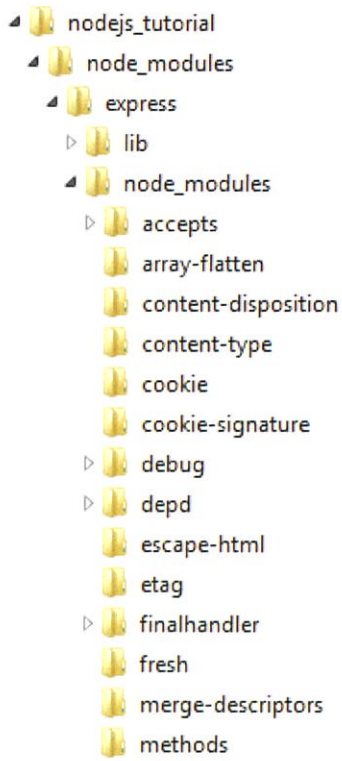 nodejs_tutorial
node_modules
express
lib
node_modules
accepts
array-flatten
content-disposition
content-type
cookie
cookie-signature
debug
depd
escape-html
etag
finalhandler
fresh
merge-descriptors
methods